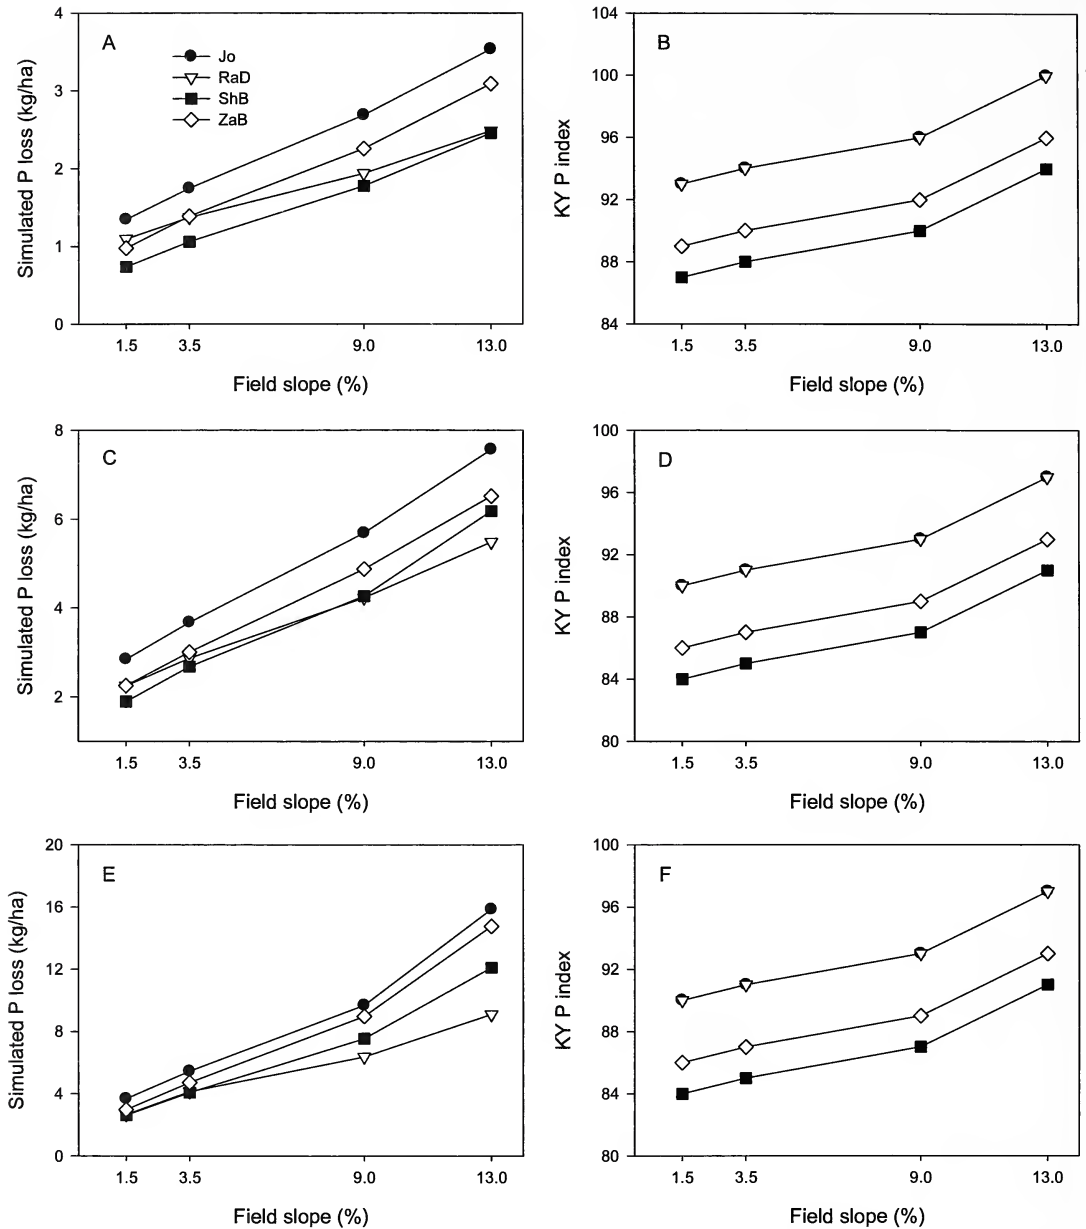 A
Jo
RaD
ShB
ZaB
4
3
2
1
0
Simulated P loss (kg/ha)
1.5 3.5 9.0 13.0
Field slope (%)
B
104
100
96
92
88
84
KY P index
1.5 3.5 9.0 13.0
Field slope (%)
C
8
6
4
2
Simulated P loss (kg/ha)
1.5 3.5 9.0 13.0
Field slope (%)
D
100
96
92
88
84
80
KY P index
1.5 3.5 9.0 13.0
Field slope (%)
E
20
16
12
8
4
0
Simulated P loss (kg/ha)
1.5 3.5 9.0 13.0
Field slope (%)
F
100
96
92
88
84
80
KY P index
1.5 3.5 9.0 13.0
Field slope (%)